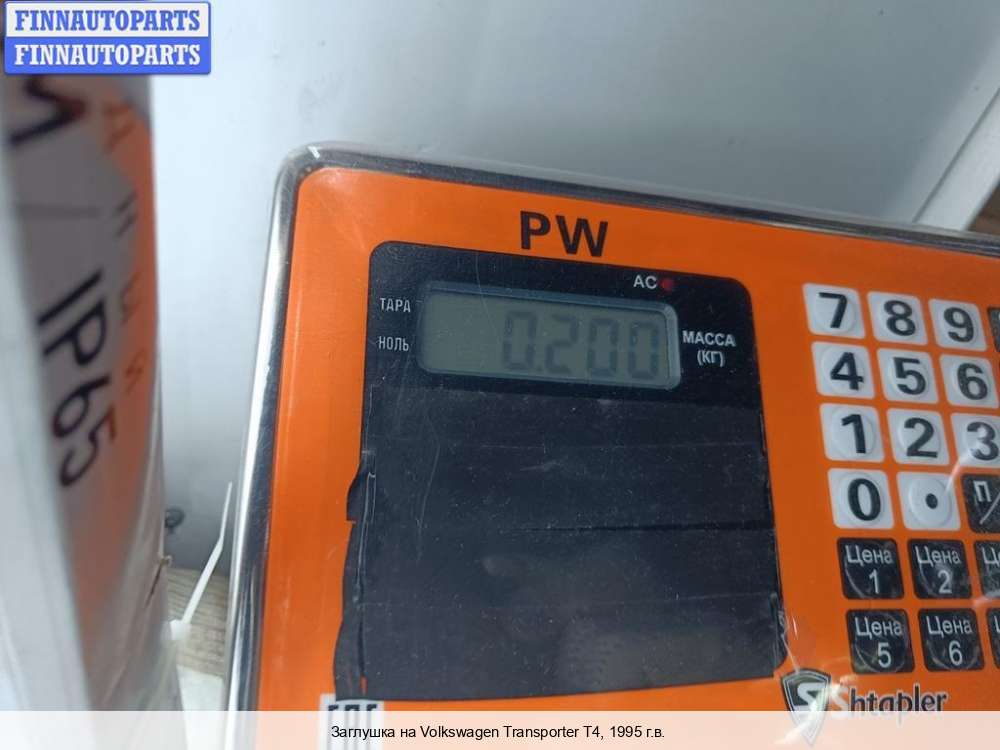 FINNAUTOPARTS
FINNAUTOPARTS
IP65
PW
AC
ТАРА
НОЛЬ
0.200
МАССА
(КГ)
7 8 9
4 5 6
1 2 3
0 .
П/
Цена 1
Цена 2
Цена 5
Цена 6
Shtapler
EAC
Заглушка на Volkswagen Transporter T4, 1995 г.в.